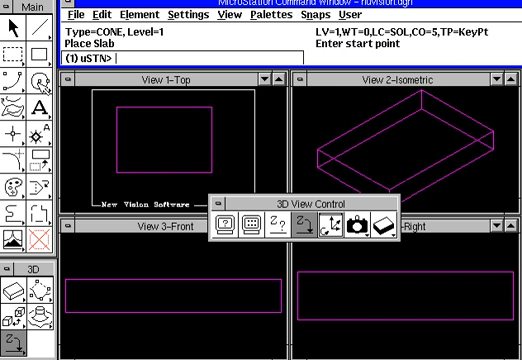 Main
MicroStation Command Window - nuvision.dgn
File Edit Element Settings View Palettes Snaps User
Type=CONE, Level=1
LV=1,WT=0,LC=SOL,CO=5,TP=KeyPt
Place Slab
Enter start point
(1) uSTN>
View 1-Top
View 2-Isometric
New Vision Software
3D View Control
View 3-Front
-Right
3D